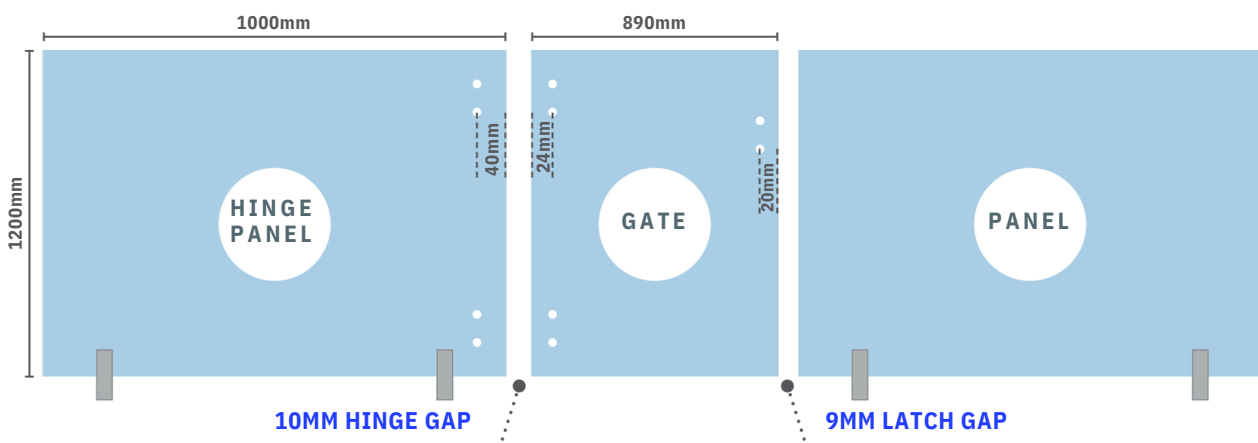 1000mm
890mm
1200mm
40mm
24mm
20mm
HINGE
PANEL
GATE
PANEL
10MM HINGE GAP
9MM LATCH GAP